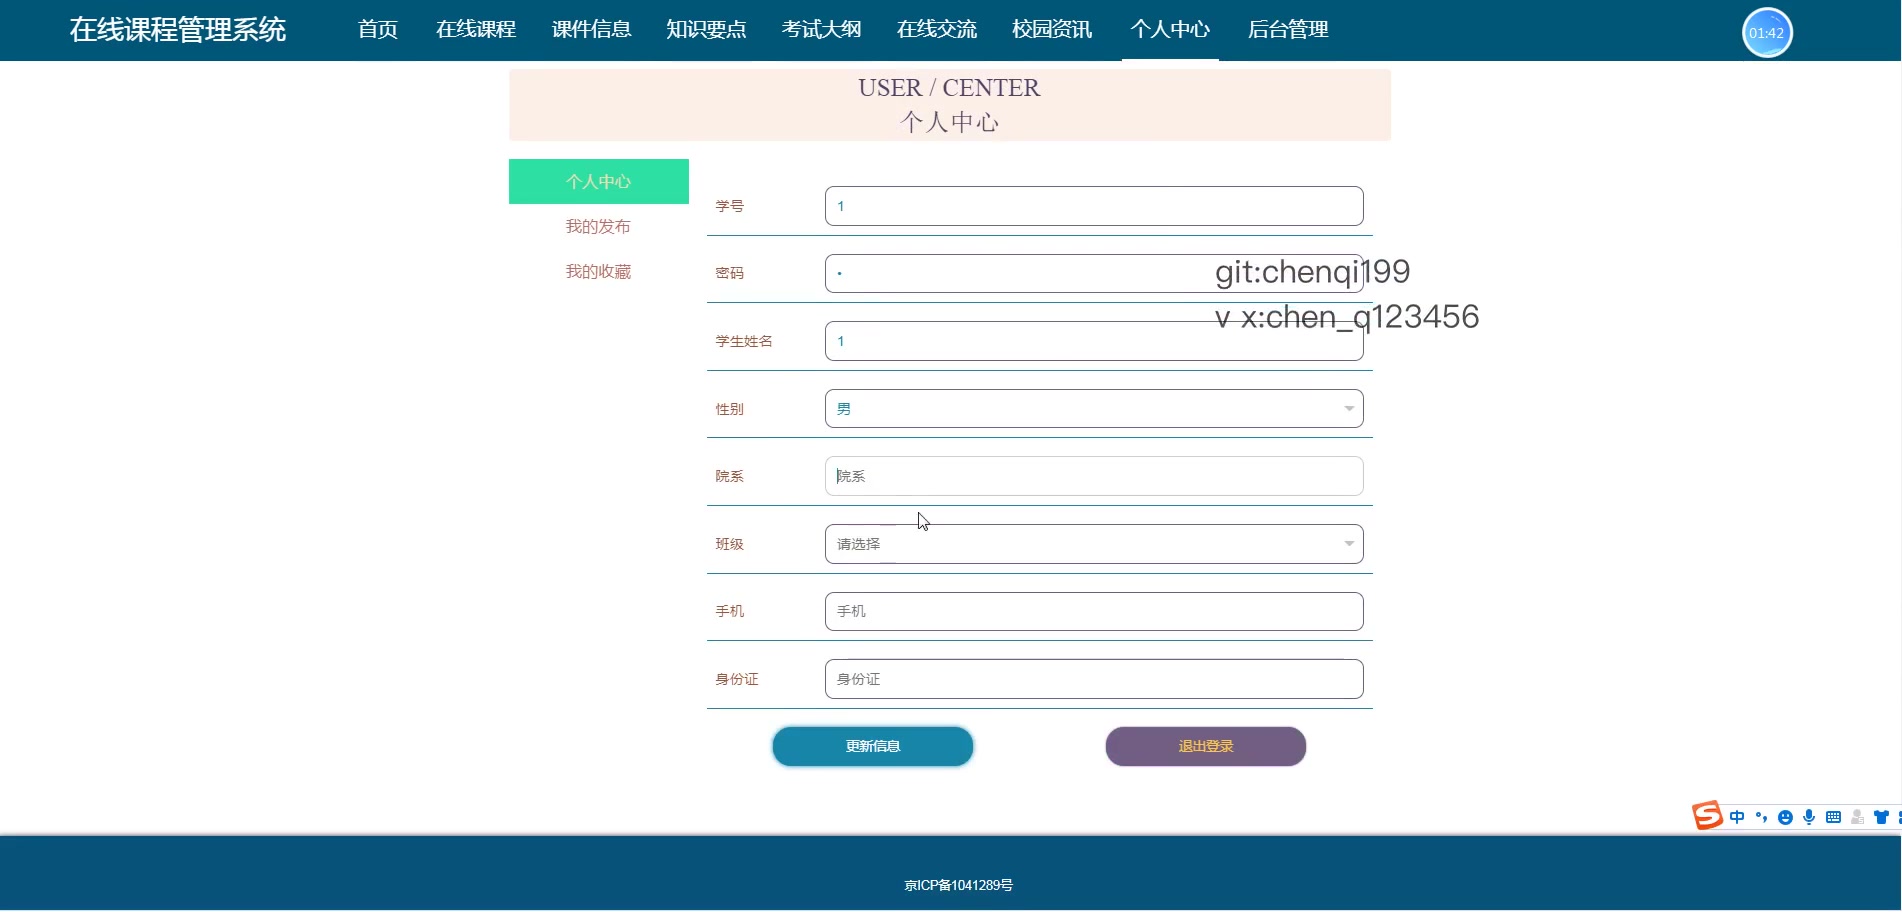 在线课程管理系统 首页 在线课程 课件信息 知识要点 考试大纲 在线交流 校园资讯 个人中心 后台管理 01:42
USER / CENTER
个人中心
个人中心
我的发布
我的收藏
学号 1
密码 •
git:chenqi199
v x:chen_q123456
学生姓名 1
性别 男
院系 院系
班级 请选择
手机 手机
身份证 身份证
更新信息 退出登录
S 中
京ICP备1041289号